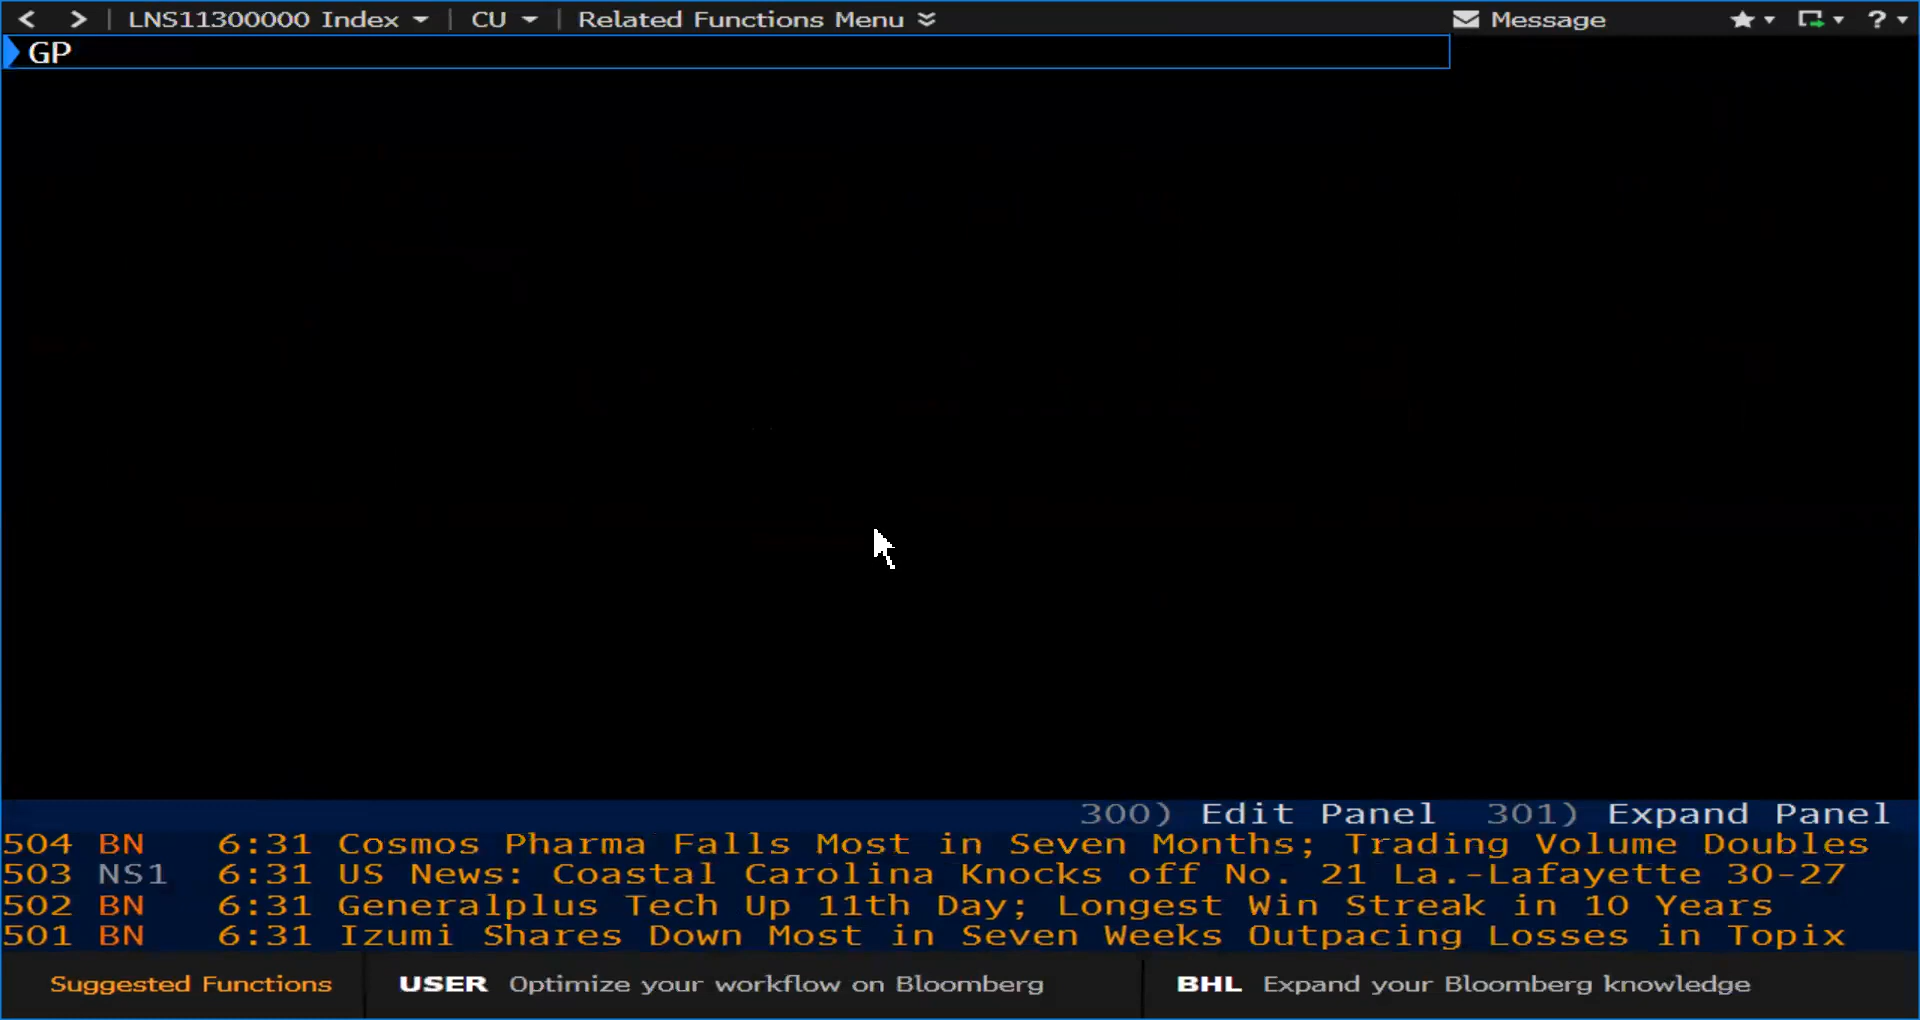 LNS11300000 Index CU Related Functions Menu Message ?
GP
300) Edit Panel 301) Expand Panel
504 BN 6:31 Cosmos Pharma Falls Most in Seven Months; Trading Volume Doubles
503 NS1 6:31 US News: Coastal Carolina Knocks off No. 21 La.-Lafayette 30-27
502 BN 6:31 Generalplus Tech Up 11th Day; Longest Win Streak in 10 Years
501 BN 6:31 Izumi Shares Down Most in Seven Weeks Outpacing Losses in Topix
Suggested Functions USER Optimize your workflow on Bloomberg BHL Expand your Bloomberg knowledge